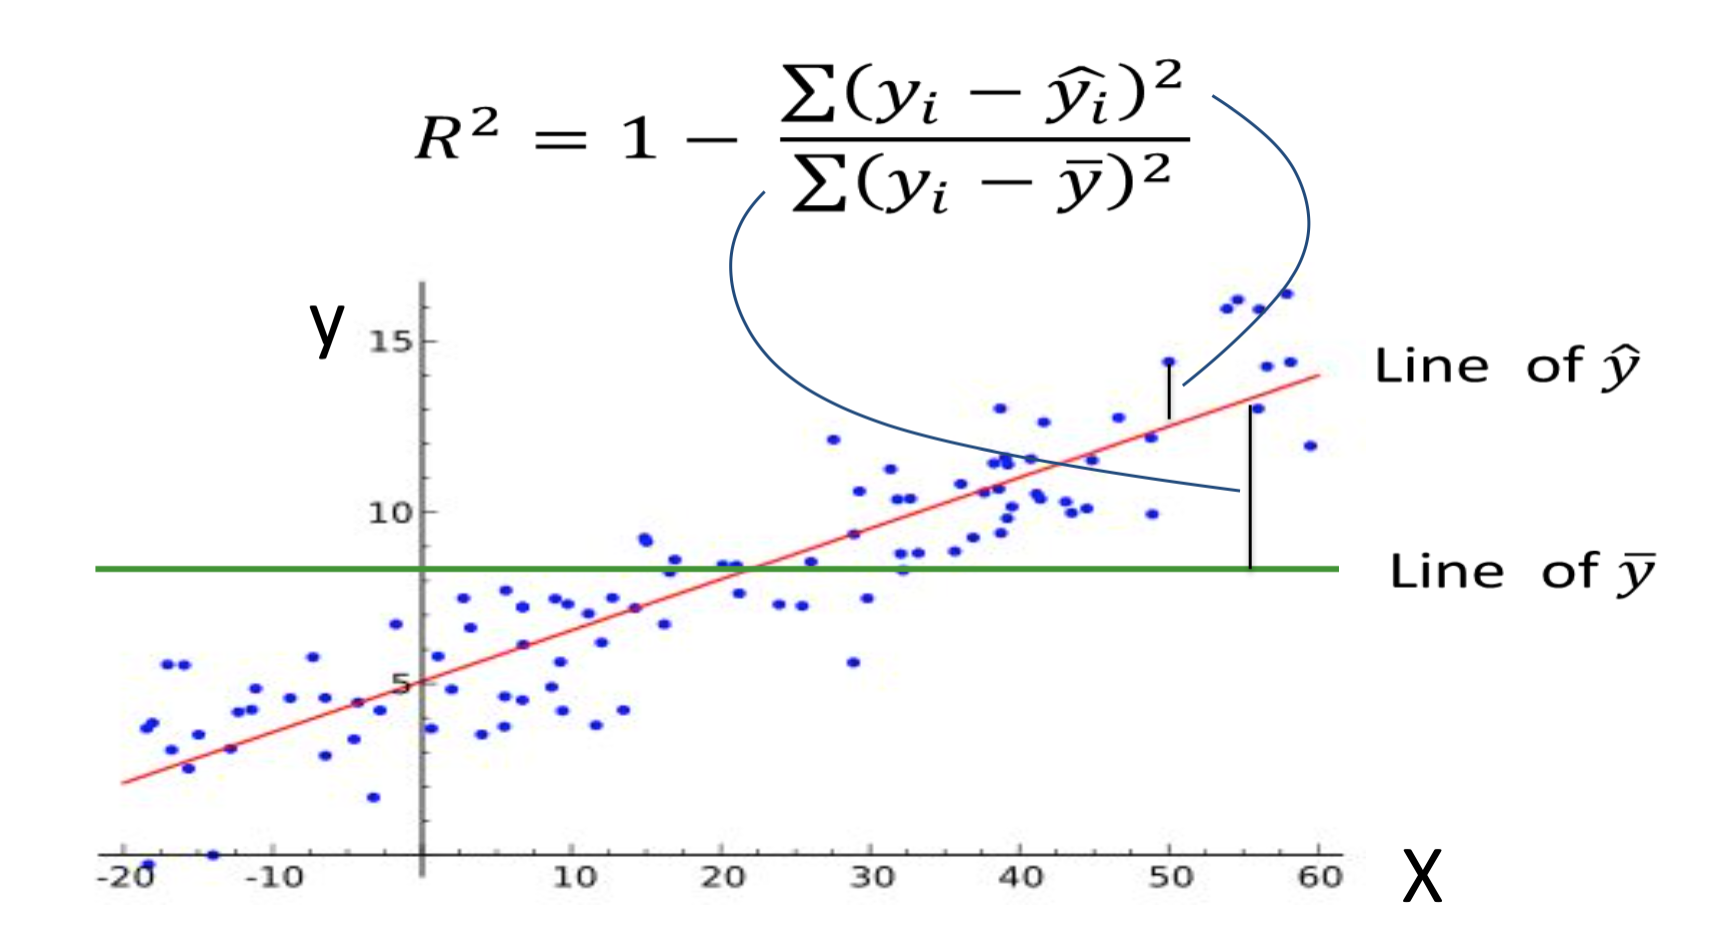 R² = 1 − Σ(yᵢ − ŷᵢ)² / Σ(yᵢ − ȳ)²
y
15
Line of ŷ
10
Line of ȳ
5
-20 -10 10 20 30 40 50 60
X